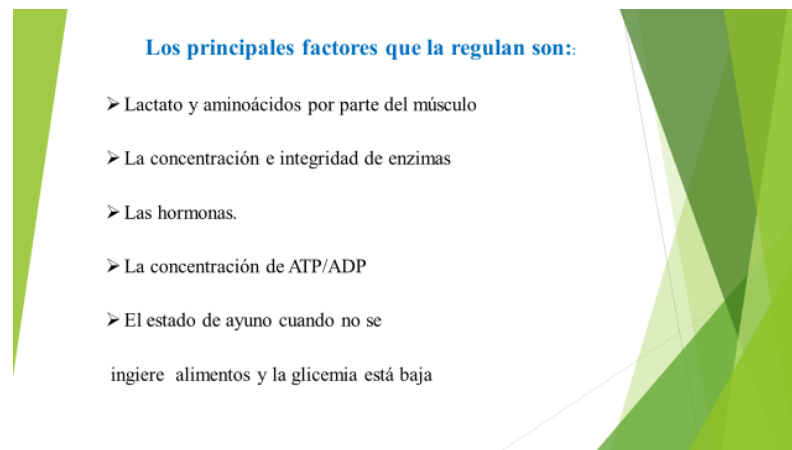 Los principales factores que la regulan son::
➢ Lactato y aminoácidos por parte del músculo
➢ La concentración e integridad de enzimas
➢ Las hormonas.
➢ La concentración de ATP/ADP
➢ El estado de ayuno cuando no se
ingiere alimentos y la glicemia está baja